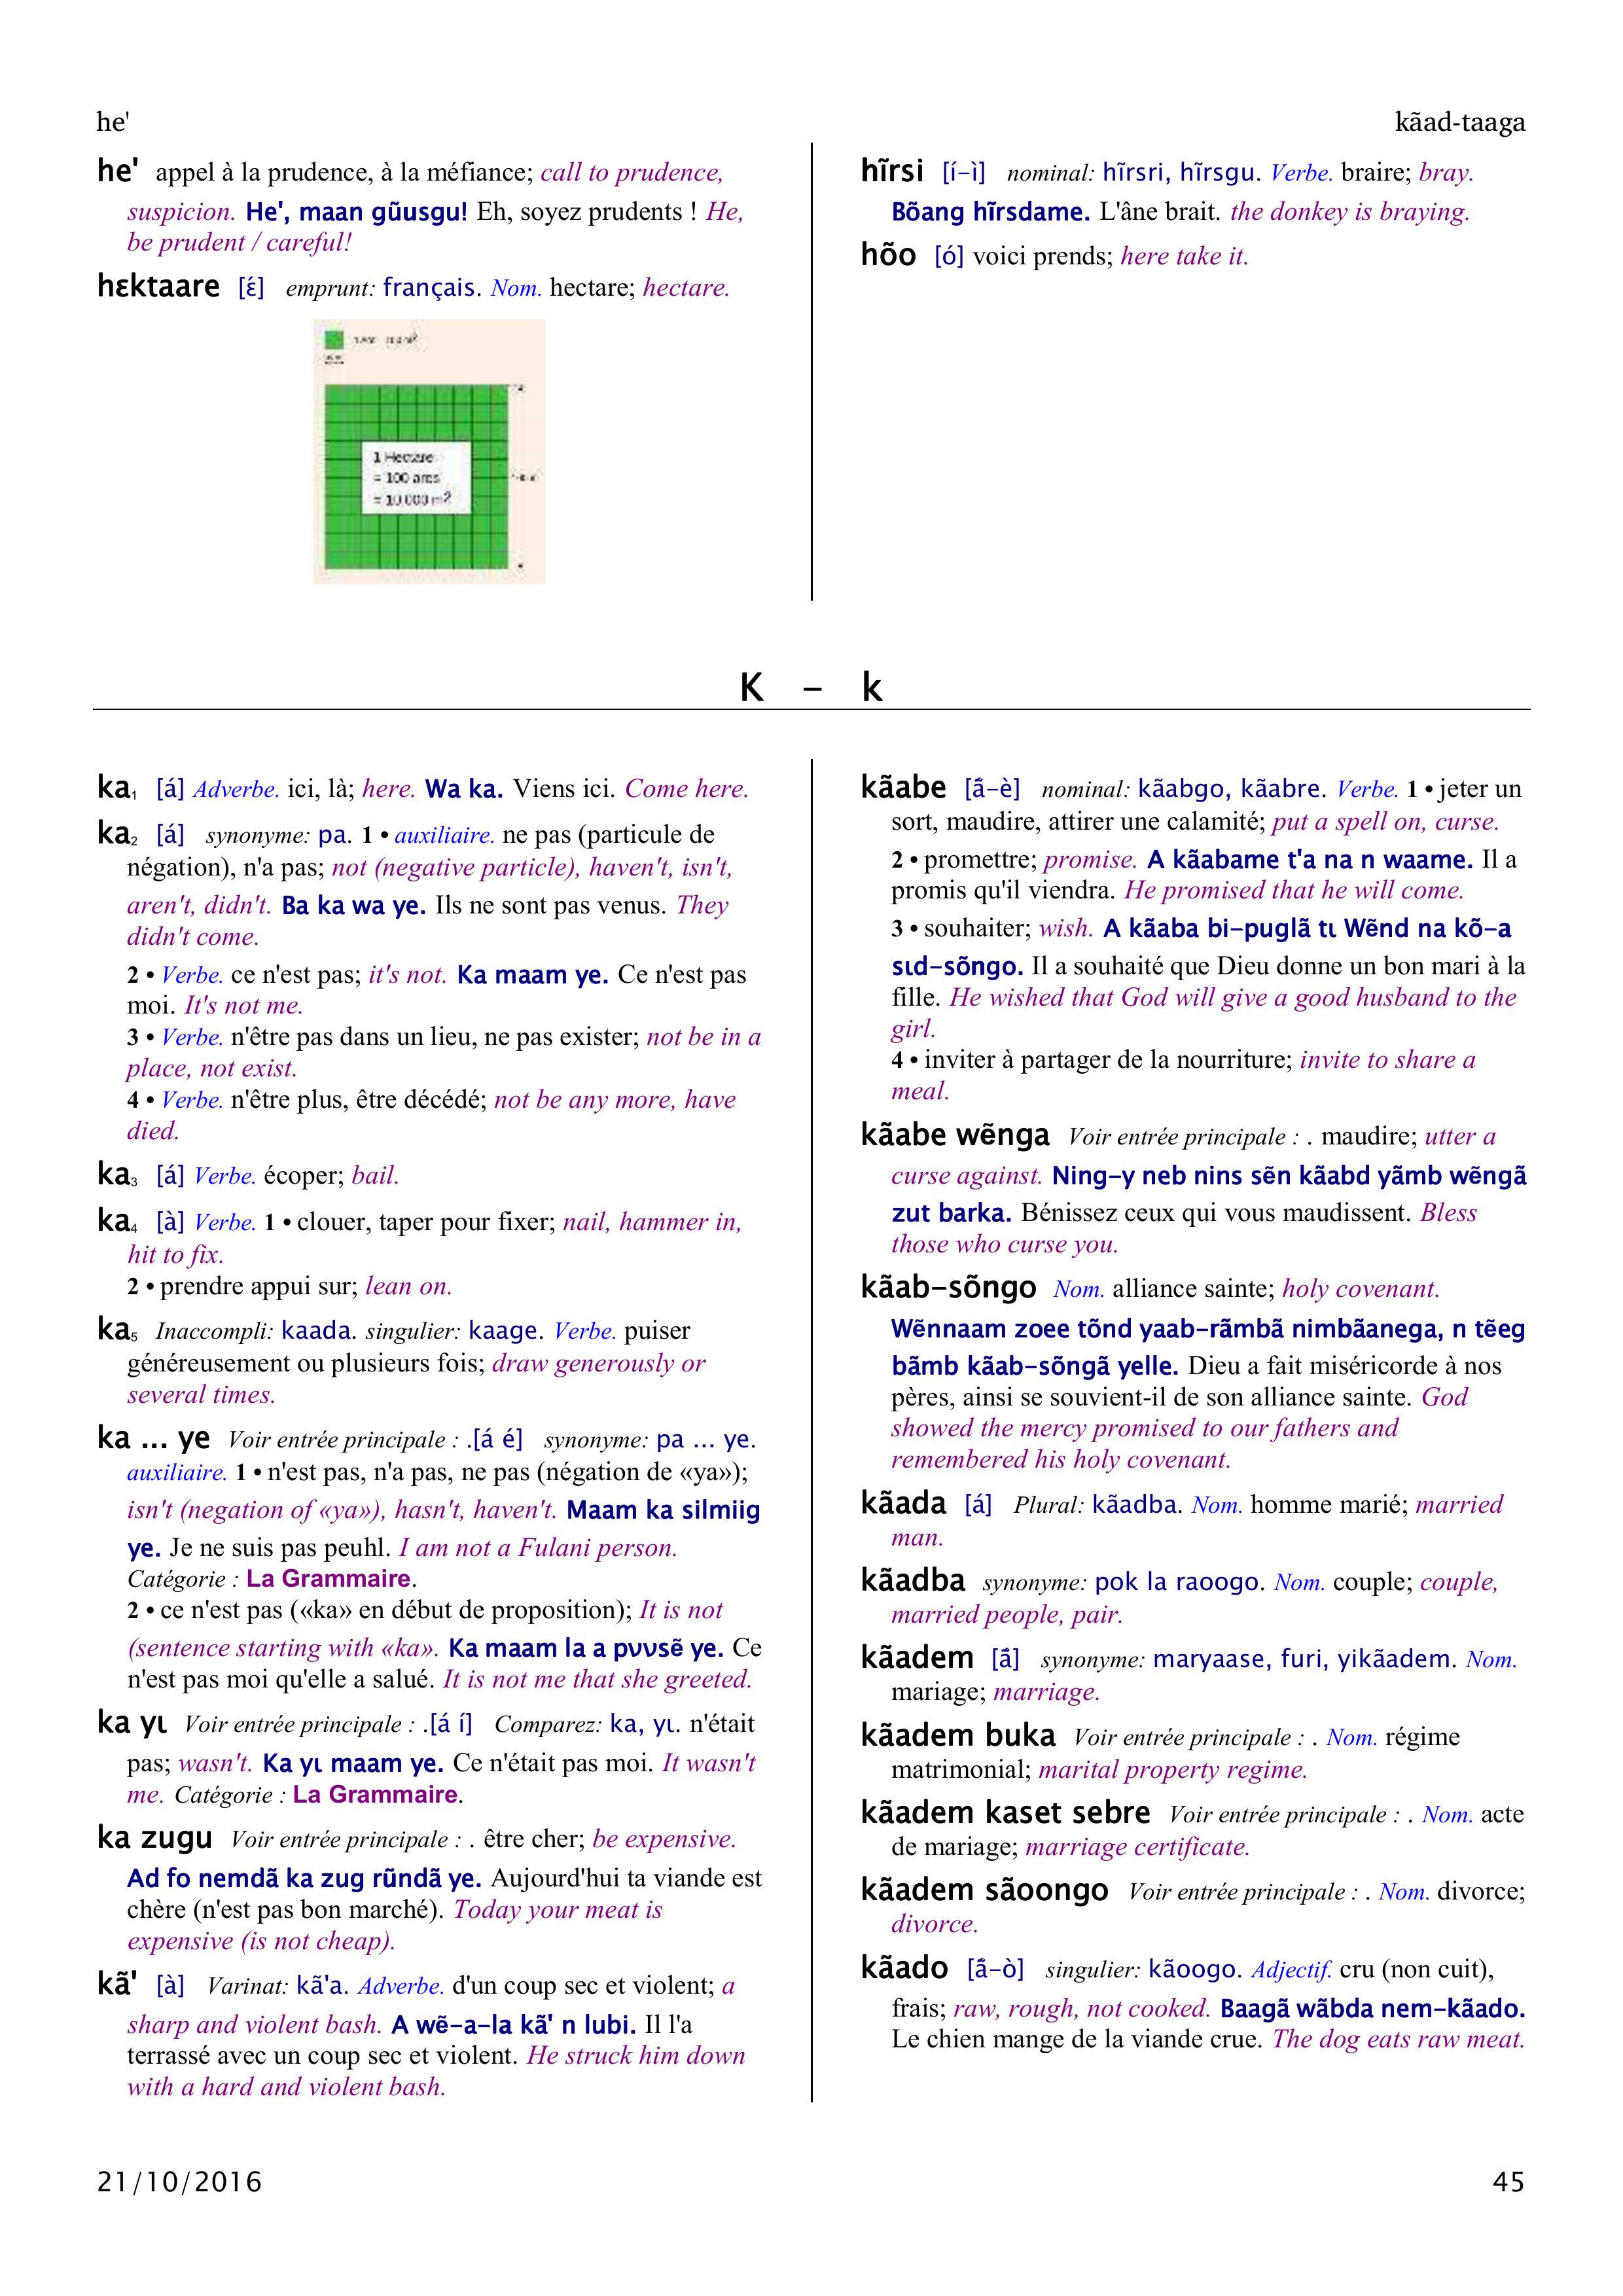 he'
kãad-taaga
he' appel à la prudence, à la méfiance; call to prudence,
suspicion. He', maan gũusgu! Eh, soyez prudents ! He,
be prudent / careful!
hɛktaare [ɛ́] emprunt: français. Nom. hectare; hectare.
1 Hectare
= 100 ares
= 10.000 m²
hĩrsi [í-ì] nominal: hĩrsri, hĩrsgu. Verbe. braire; bray.
Bõang hĩrsdame. L'âne brait. the donkey is braying.
hõo [ó] voici prends; here take it.
K - k
ka₁ [á] Adverbe. ici, là; here. Wa ka. Viens ici. Come here.
ka₂ [á] synonyme: pa. 1 • auxiliaire. ne pas (particule de
négation), n'a pas; not (negative particle), haven't, isn't,
aren't, didn't. Ba ka wa ye. Ils ne sont pas venus. They
didn't come.
2 • Verbe. ce n'est pas; it's not. Ka maam ye. Ce n'est pas
moi. It's not me.
3 • Verbe. n'être pas dans un lieu, ne pas exister; not be in a
place, not exist.
4 • Verbe. n'être plus, être décédé; not be any more, have
died.
ka₃ [á] Verbe. écoper; bail.
ka₄ [à] Verbe. 1 • clouer, taper pour fixer; nail, hammer in,
hit to fix.
2 • prendre appui sur; lean on.
ka₅ Inaccompli: kaada. singulier: kaage. Verbe. puiser
généreusement ou plusieurs fois; draw generously or
several times.
ka ... ye Voir entrée principale : .[á é] synonyme: pa ... ye.
auxiliaire. 1 • n'est pas, n'a pas, ne pas (négation de «ya»);
isn't (negation of «ya»), hasn't, haven't. Maam ka silmiig
ye. Je ne suis pas peuhl. I am not a Fulani person.
Catégorie : La Grammaire.
2 • ce n'est pas («ka» en début de proposition); It is not
(sentence starting with «ka». Ka maam la a pʋʋsẽ ye. Ce
n'est pas moi qu'elle a salué. It is not me that she greeted.
ka yɩ Voir entrée principale : .[á í] Comparez: ka, yɩ. n'était
pas; wasn't. Ka yɩ maam ye. Ce n'était pas moi. It wasn't
me. Catégorie : La Grammaire.
ka zugu Voir entrée principale : . être cher; be expensive.
Ad fo nemdã ka zug rũndã ye. Aujourd'hui ta viande est
chère (n'est pas bon marché). Today your meat is
expensive (is not cheap).
kã' [à] Varinat: kã'a. Adverbe. d'un coup sec et violent; a
sharp and violent bash. A wẽ-a-la kã' n lubi. Il l'a
terrassé avec un coup sec et violent. He struck him down
with a hard and violent bash.
kãabe [ã́-è] nominal: kãabgo, kãabre. Verbe. 1 • jeter un
sort, maudire, attirer une calamité; put a spell on, curse.
2 • promettre; promise. A kãabame t'a na n waame. Il a
promis qu'il viendra. He promised that he will come.
3 • souhaiter; wish. A kãaba bi-puglã tɩ Wẽnd na kõ-a
sɩd-sõngo. Il a souhaité que Dieu donne un bon mari à la
fille. He wished that God will give a good husband to the
girl.
4 • inviter à partager de la nourriture; invite to share a
meal.
kãabe wẽnga Voir entrée principale : . maudire; utter a
curse against. Ning-y neb nins sẽn kãabd yãmb wẽngã
zut barka. Bénissez ceux qui vous maudissent. Bless
those who curse you.
kãab-sõngo Nom. alliance sainte; holy covenant.
Wẽnnaam zoee tõnd yaab-rãmbã nimbãanega, n tẽeg
bãmb kãab-sõngã yelle. Dieu a fait miséricorde à nos
pères, ainsi se souvient-il de son alliance sainte. God
showed the mercy promised to our fathers and
remembered his holy covenant.
kãada [á] Plural: kãadba. Nom. homme marié; married
man.
kãadba synonyme: pok la raoogo. Nom. couple; couple,
married people, pair.
kãadem [ã́] synonyme: maryaase, furi, yikãadem. Nom.
mariage; marriage.
kãadem buka Voir entrée principale : . Nom. régime
matrimonial; marital property regime.
kãadem kaset sebre Voir entrée principale : . Nom. acte
de mariage; marriage certificate.
kãadem sãoongo Voir entrée principale : . Nom. divorce;
divorce.
kãado [ã́-ò] singulier: kãoogo. Adjectif. cru (non cuit),
frais; raw, rough, not cooked. Baagã wãbda nem-kãado.
Le chien mange de la viande crue. The dog eats raw meat.
21/10/2016
45